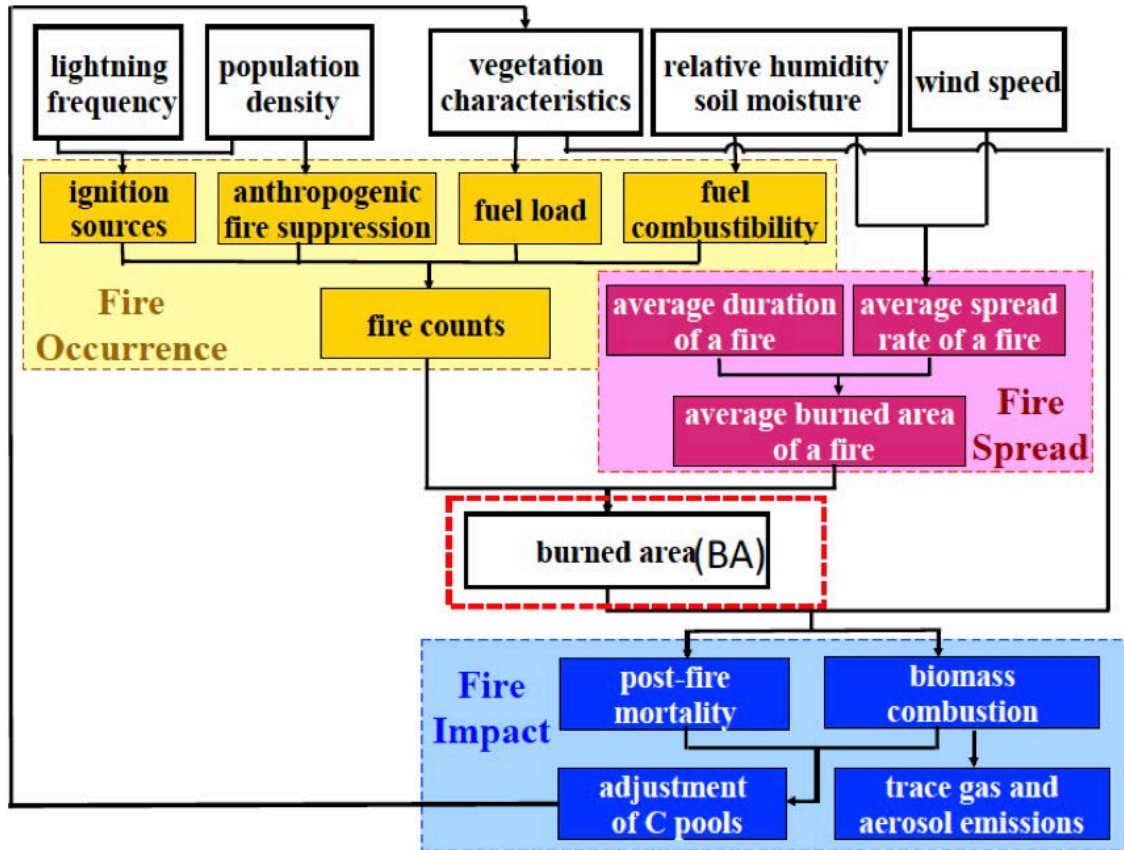 lightning
frequency
population
density
vegetation
characteristics
relative humidity
soil moisture
wind speed
ignition
sources
anthropogenic
fire suppression
fuel load
fuel
combustibility
Fire
Occurrence
fire counts
average duration
of a fire
average spread
rate of a fire
average burned area
of a fire
Fire
Spread
burned area(BA)
Fire
Impact
post-fire
mortality
biomass
combustion
adjustment
of C pools
trace gas and
aerosol emissions